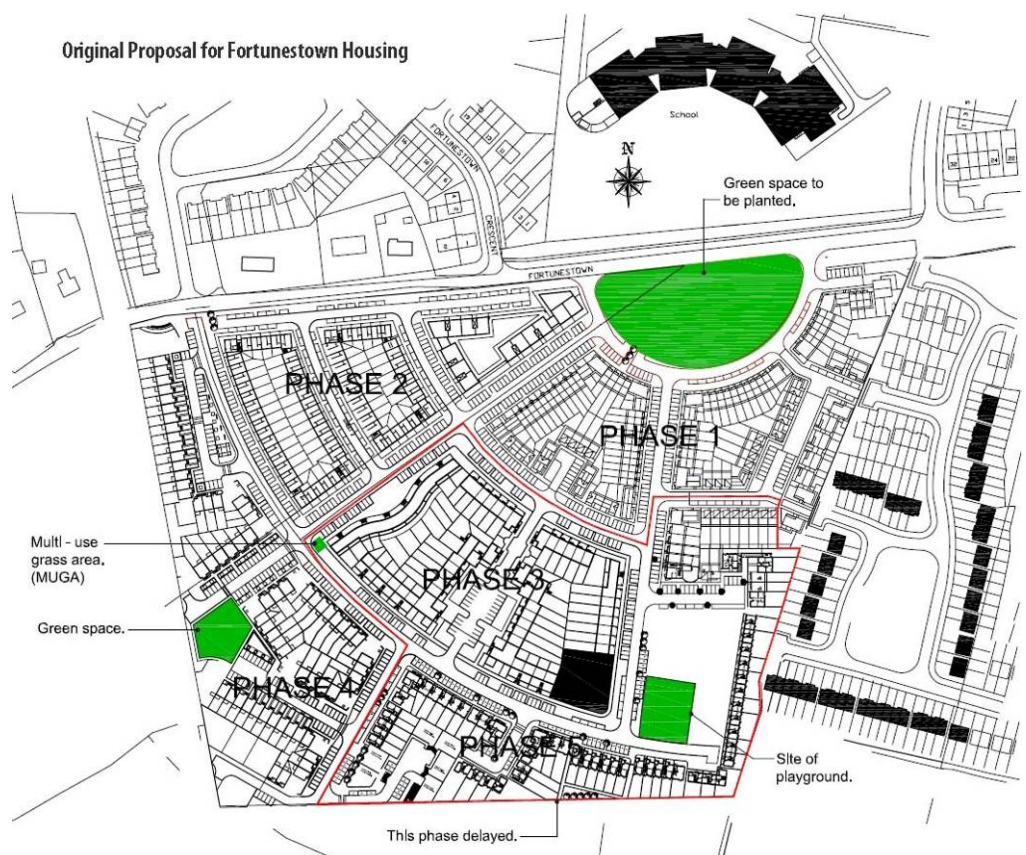 Original Proposal for Fortunestown Housing
School
N
Green space to
be planted.
FORTUNESTOWN
CRESCENT
FORTUNESTOWN
PHASE 2
PHASE 1
Multi - use
grass area.
(MUGA)
PHASE 3
Green space.
PHASE 4
PHASE 5
Site of
playground.
This phase delayed.